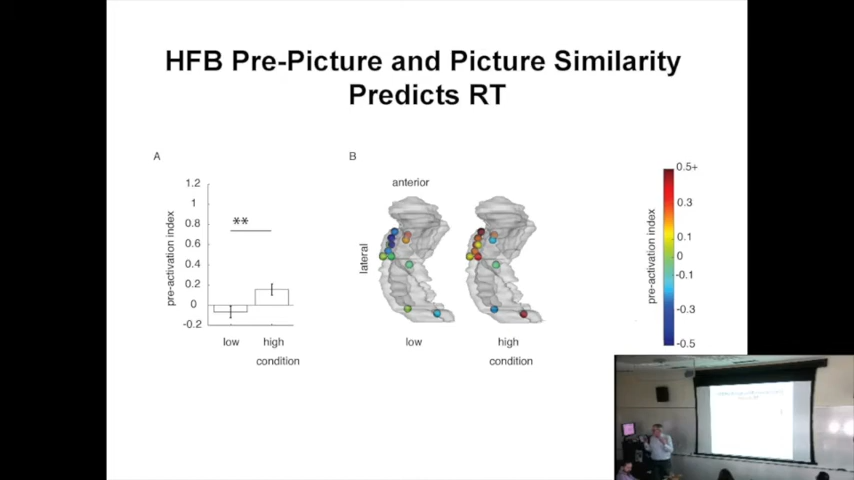 HFB Pre-Picture and Picture Similarity
Predicts RT
A
1.2
1
0.8
0.6
0.4
0.2
0
-0.2
pre-activation index
**
low
high
condition
B
anterior
lateral
low
high
condition
0.5+
0.3
0.1
0
-0.1
-0.3
-0.5
pre-activation index